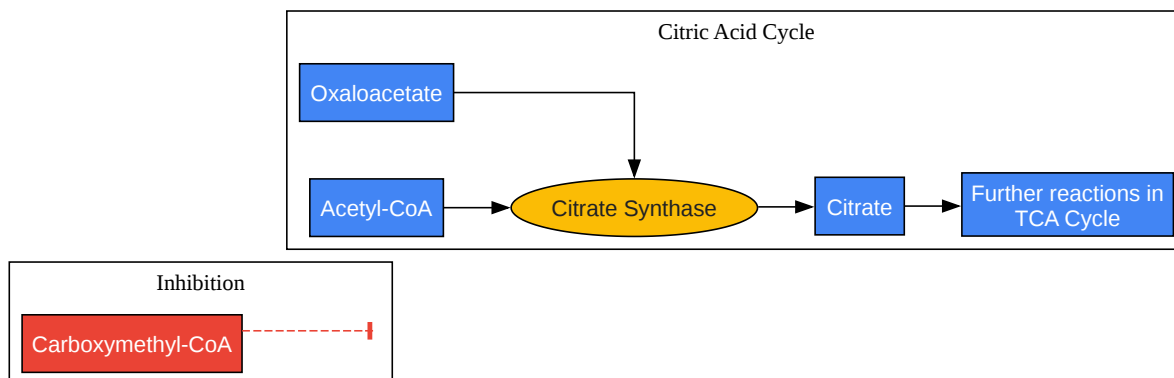 Citric Acid Cycle
Oxaloacetate
Acetyl-CoA
Citrate Synthase
Citrate
Further reactions in
TCA Cycle
Inhibition
Carboxymethyl-CoA